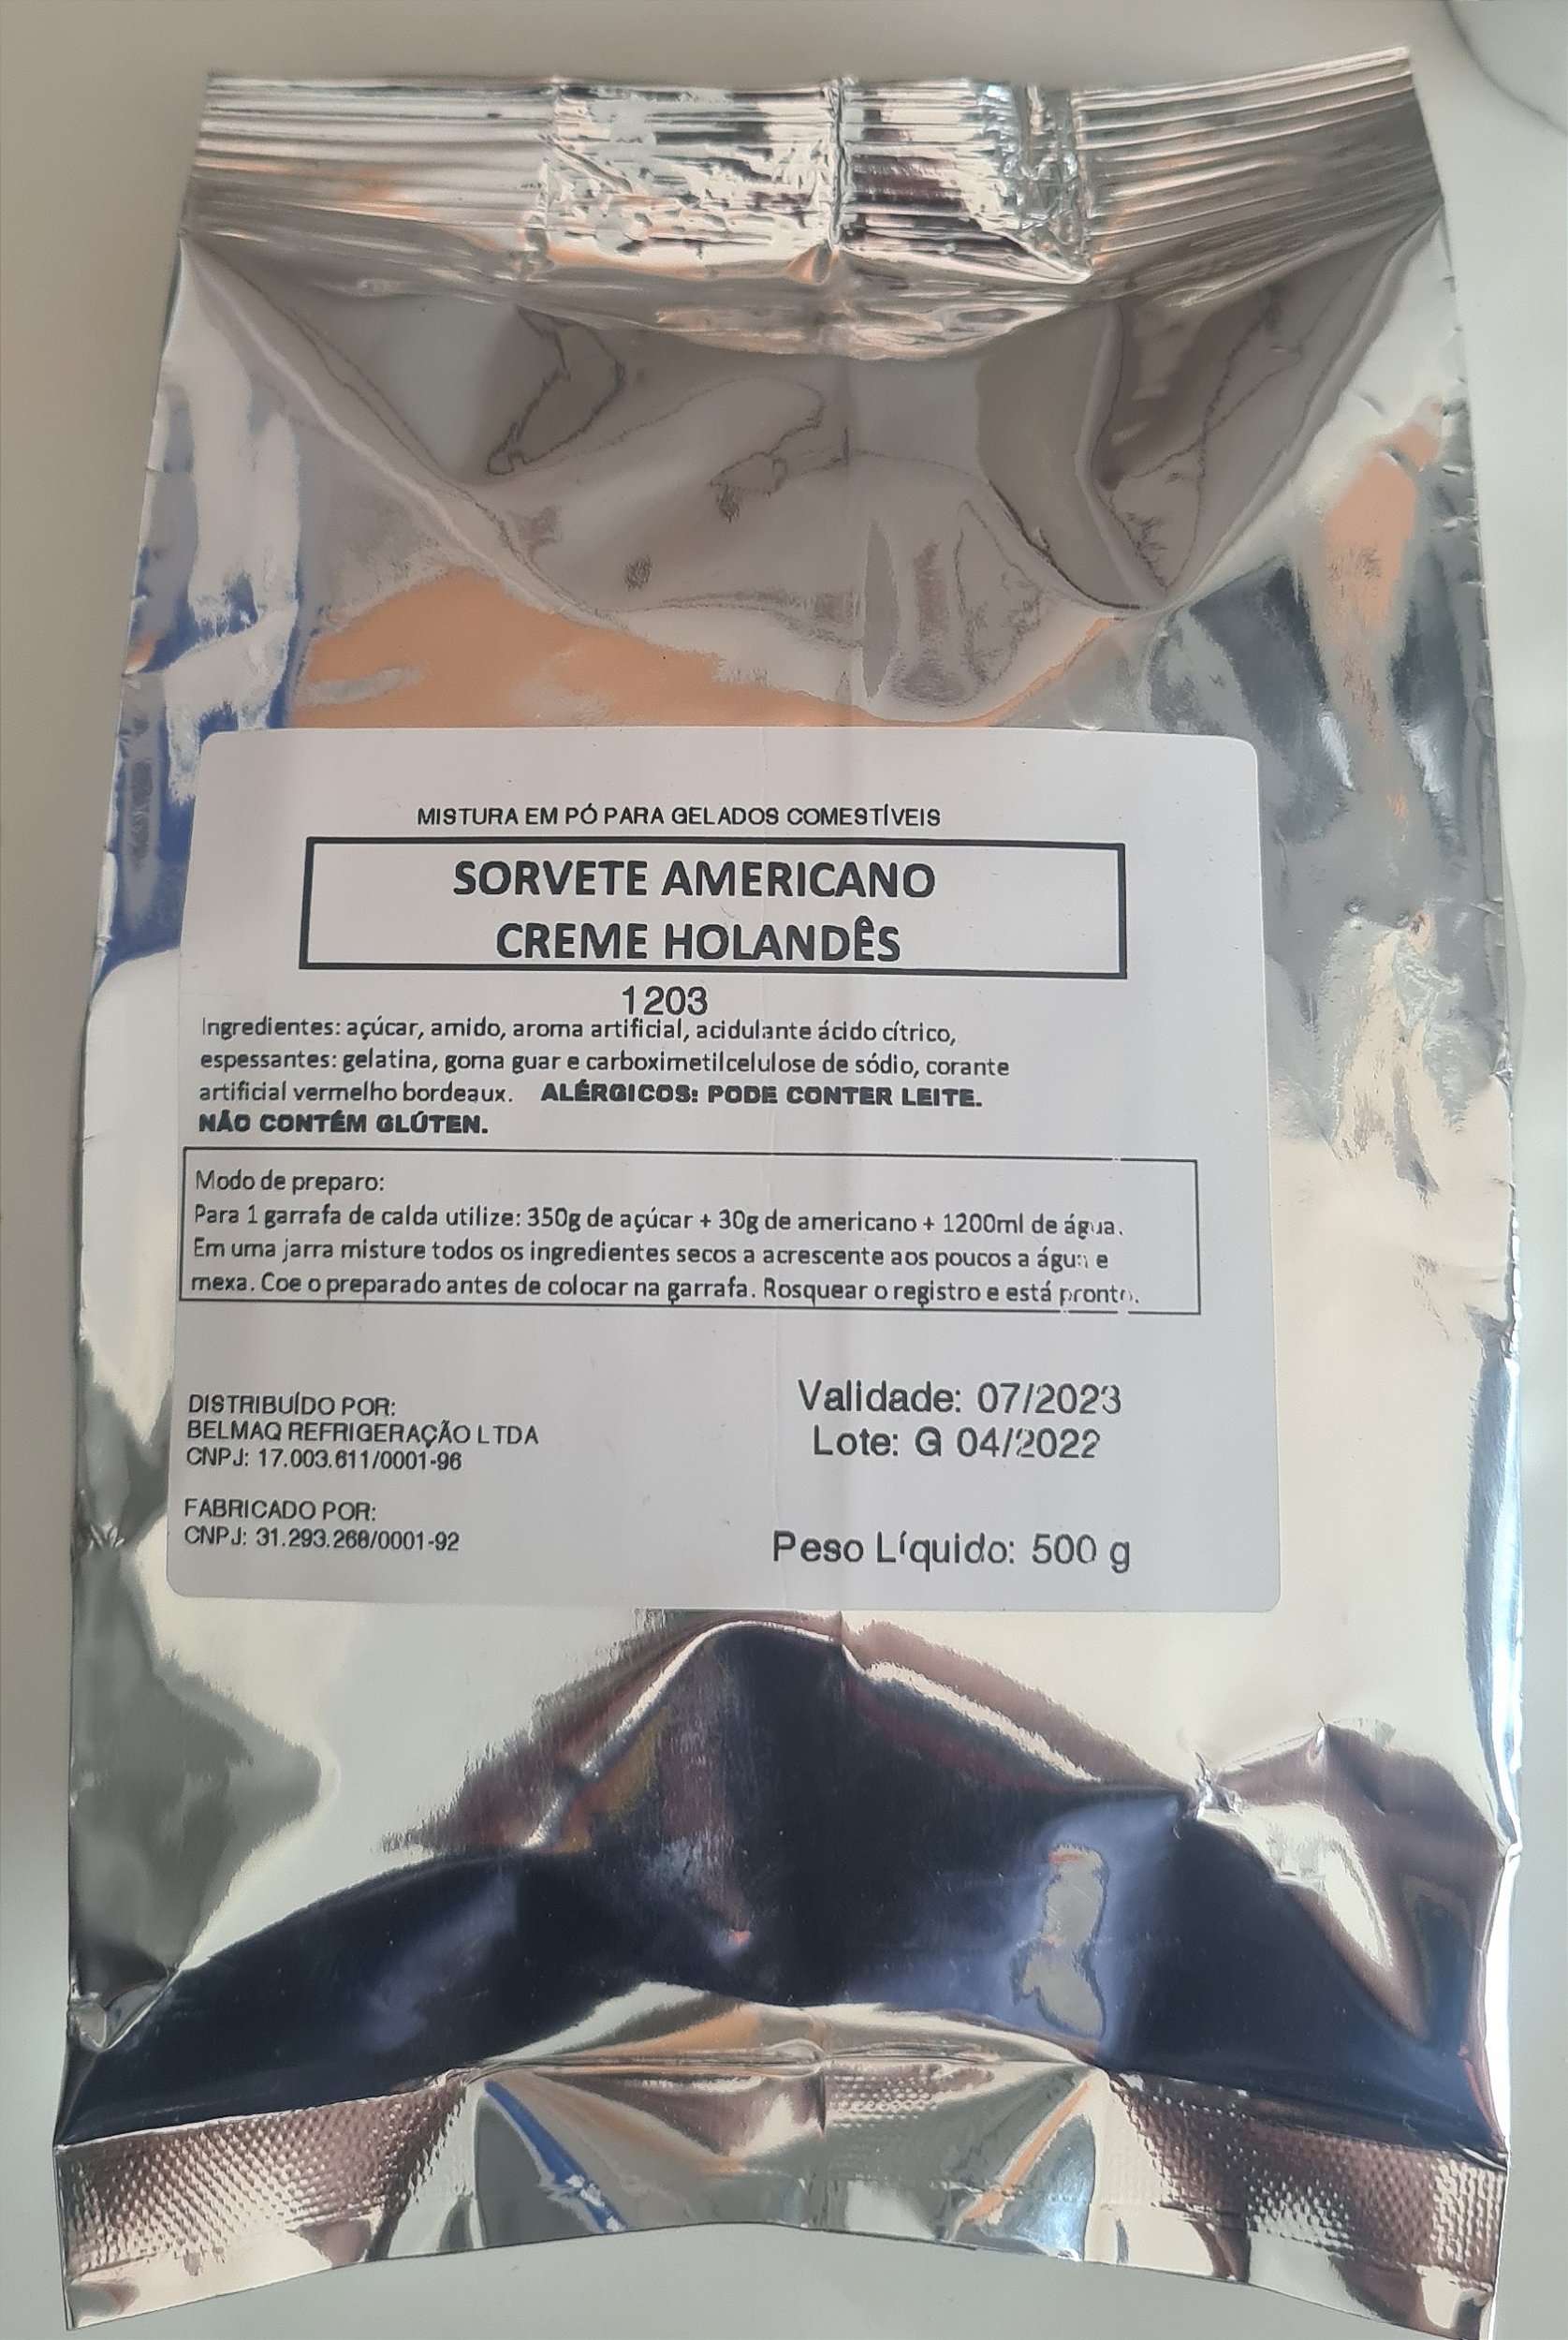 MISTURA EM PÓ PARA GELADOS COMESTÍVEIS
SORVETE AMERICANO
CREME HOLANDÊS
1203
Ingredientes: açúcar, amido, aroma artificial, acidulante ácido cítrico,
espessantes: gelatina, goma guar e carboximetilcelulose de sódio, corante
artificial vermelho bordeaux. ALÉRGICOS: PODE CONTER LEITE.
NÃO CONTÉM GLÚTEN.
Modo de preparo:
Para 1 garrafa de calda utilize: 350g de açúcar + 30g de americano + 1200ml de água.
Em uma jarra misture todos os ingredientes secos a acrescente aos poucos a água e
mexa. Coe o preparado antes de colocar na garrafa. Rosquear o registro e está pronto.
DISTRIBUÍDO POR:
BELMAQ REFRIGERAÇÃO LTDA
CNPJ: 17.003.611/0001-96
FABRICADO POR:
CNPJ: 31.293.268/0001-92
Validade: 07/2023
Lote: G 04/2022
Peso Líquido: 500 g